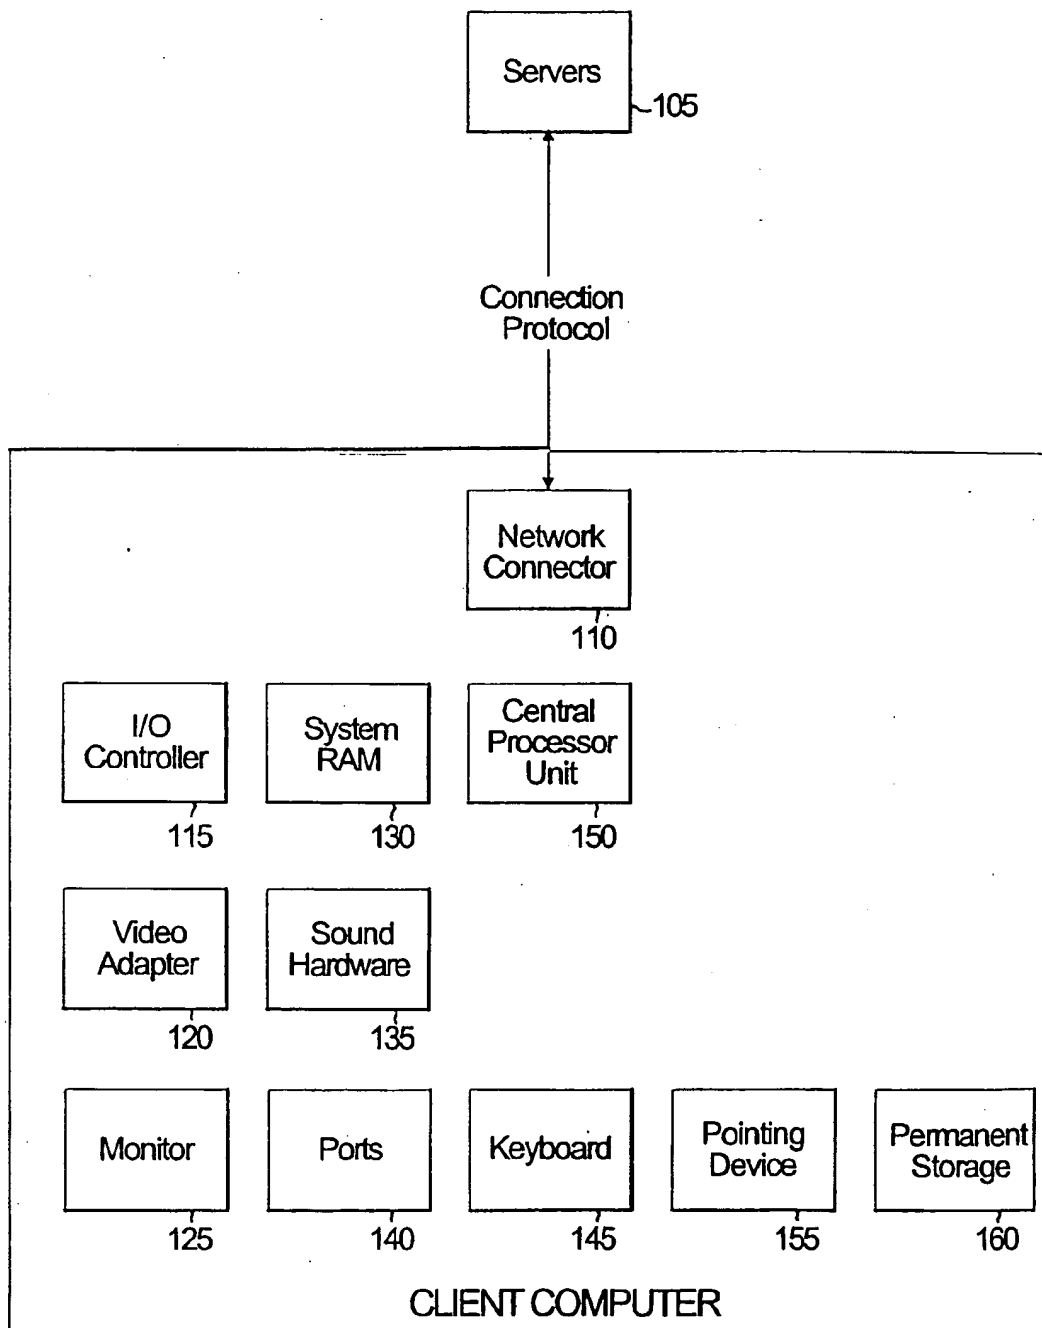 Servers
105
Connection
Protocol
Network
Connector
110
I/O
Controller
115
System
RAM
130
Central
Processor
Unit
150
Video
Adapter
120
Sound
Hardware
135
Monitor
125
Ports
140
Keyboard
145
Pointing
Device
155
Permanent
Storage
160
CLIENT COMPUTER